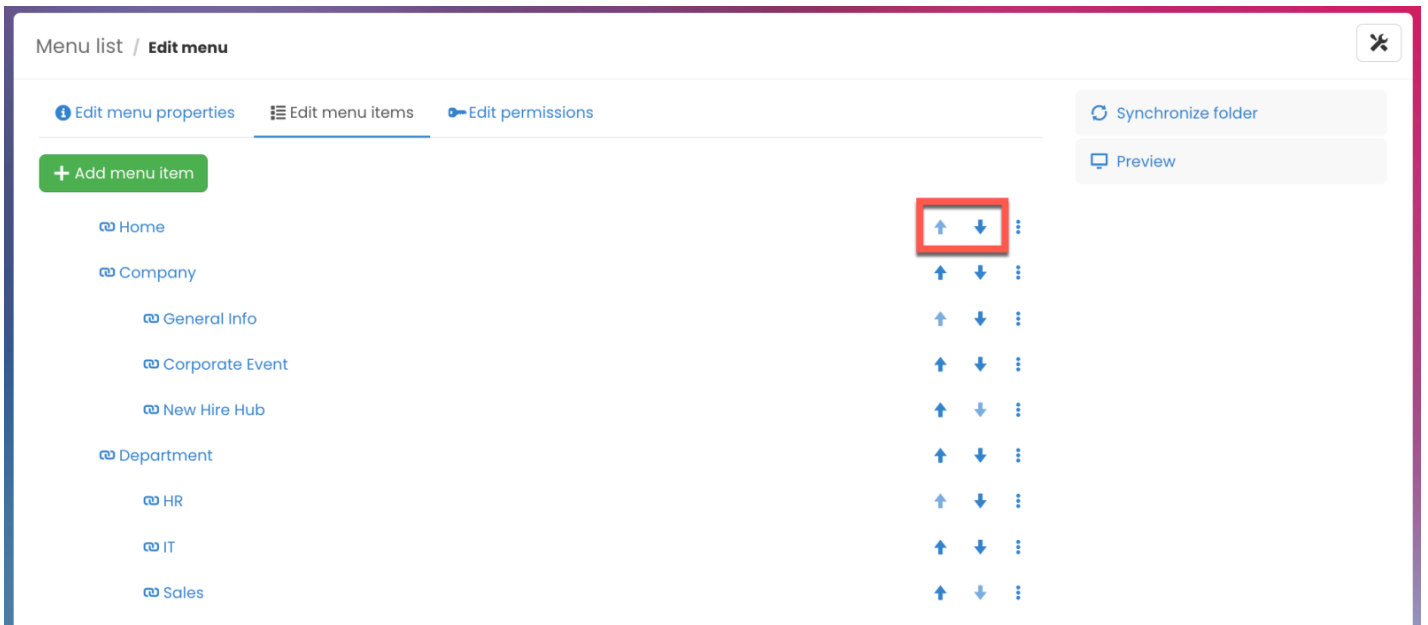 Menu list / Edit menu
Edit menu properties Edit menu items Edit permissions
Synchronize folder
Preview
+ Add menu item
Home
Company
General Info
Corporate Event
New Hire Hub
Department
HR
IT
Sales